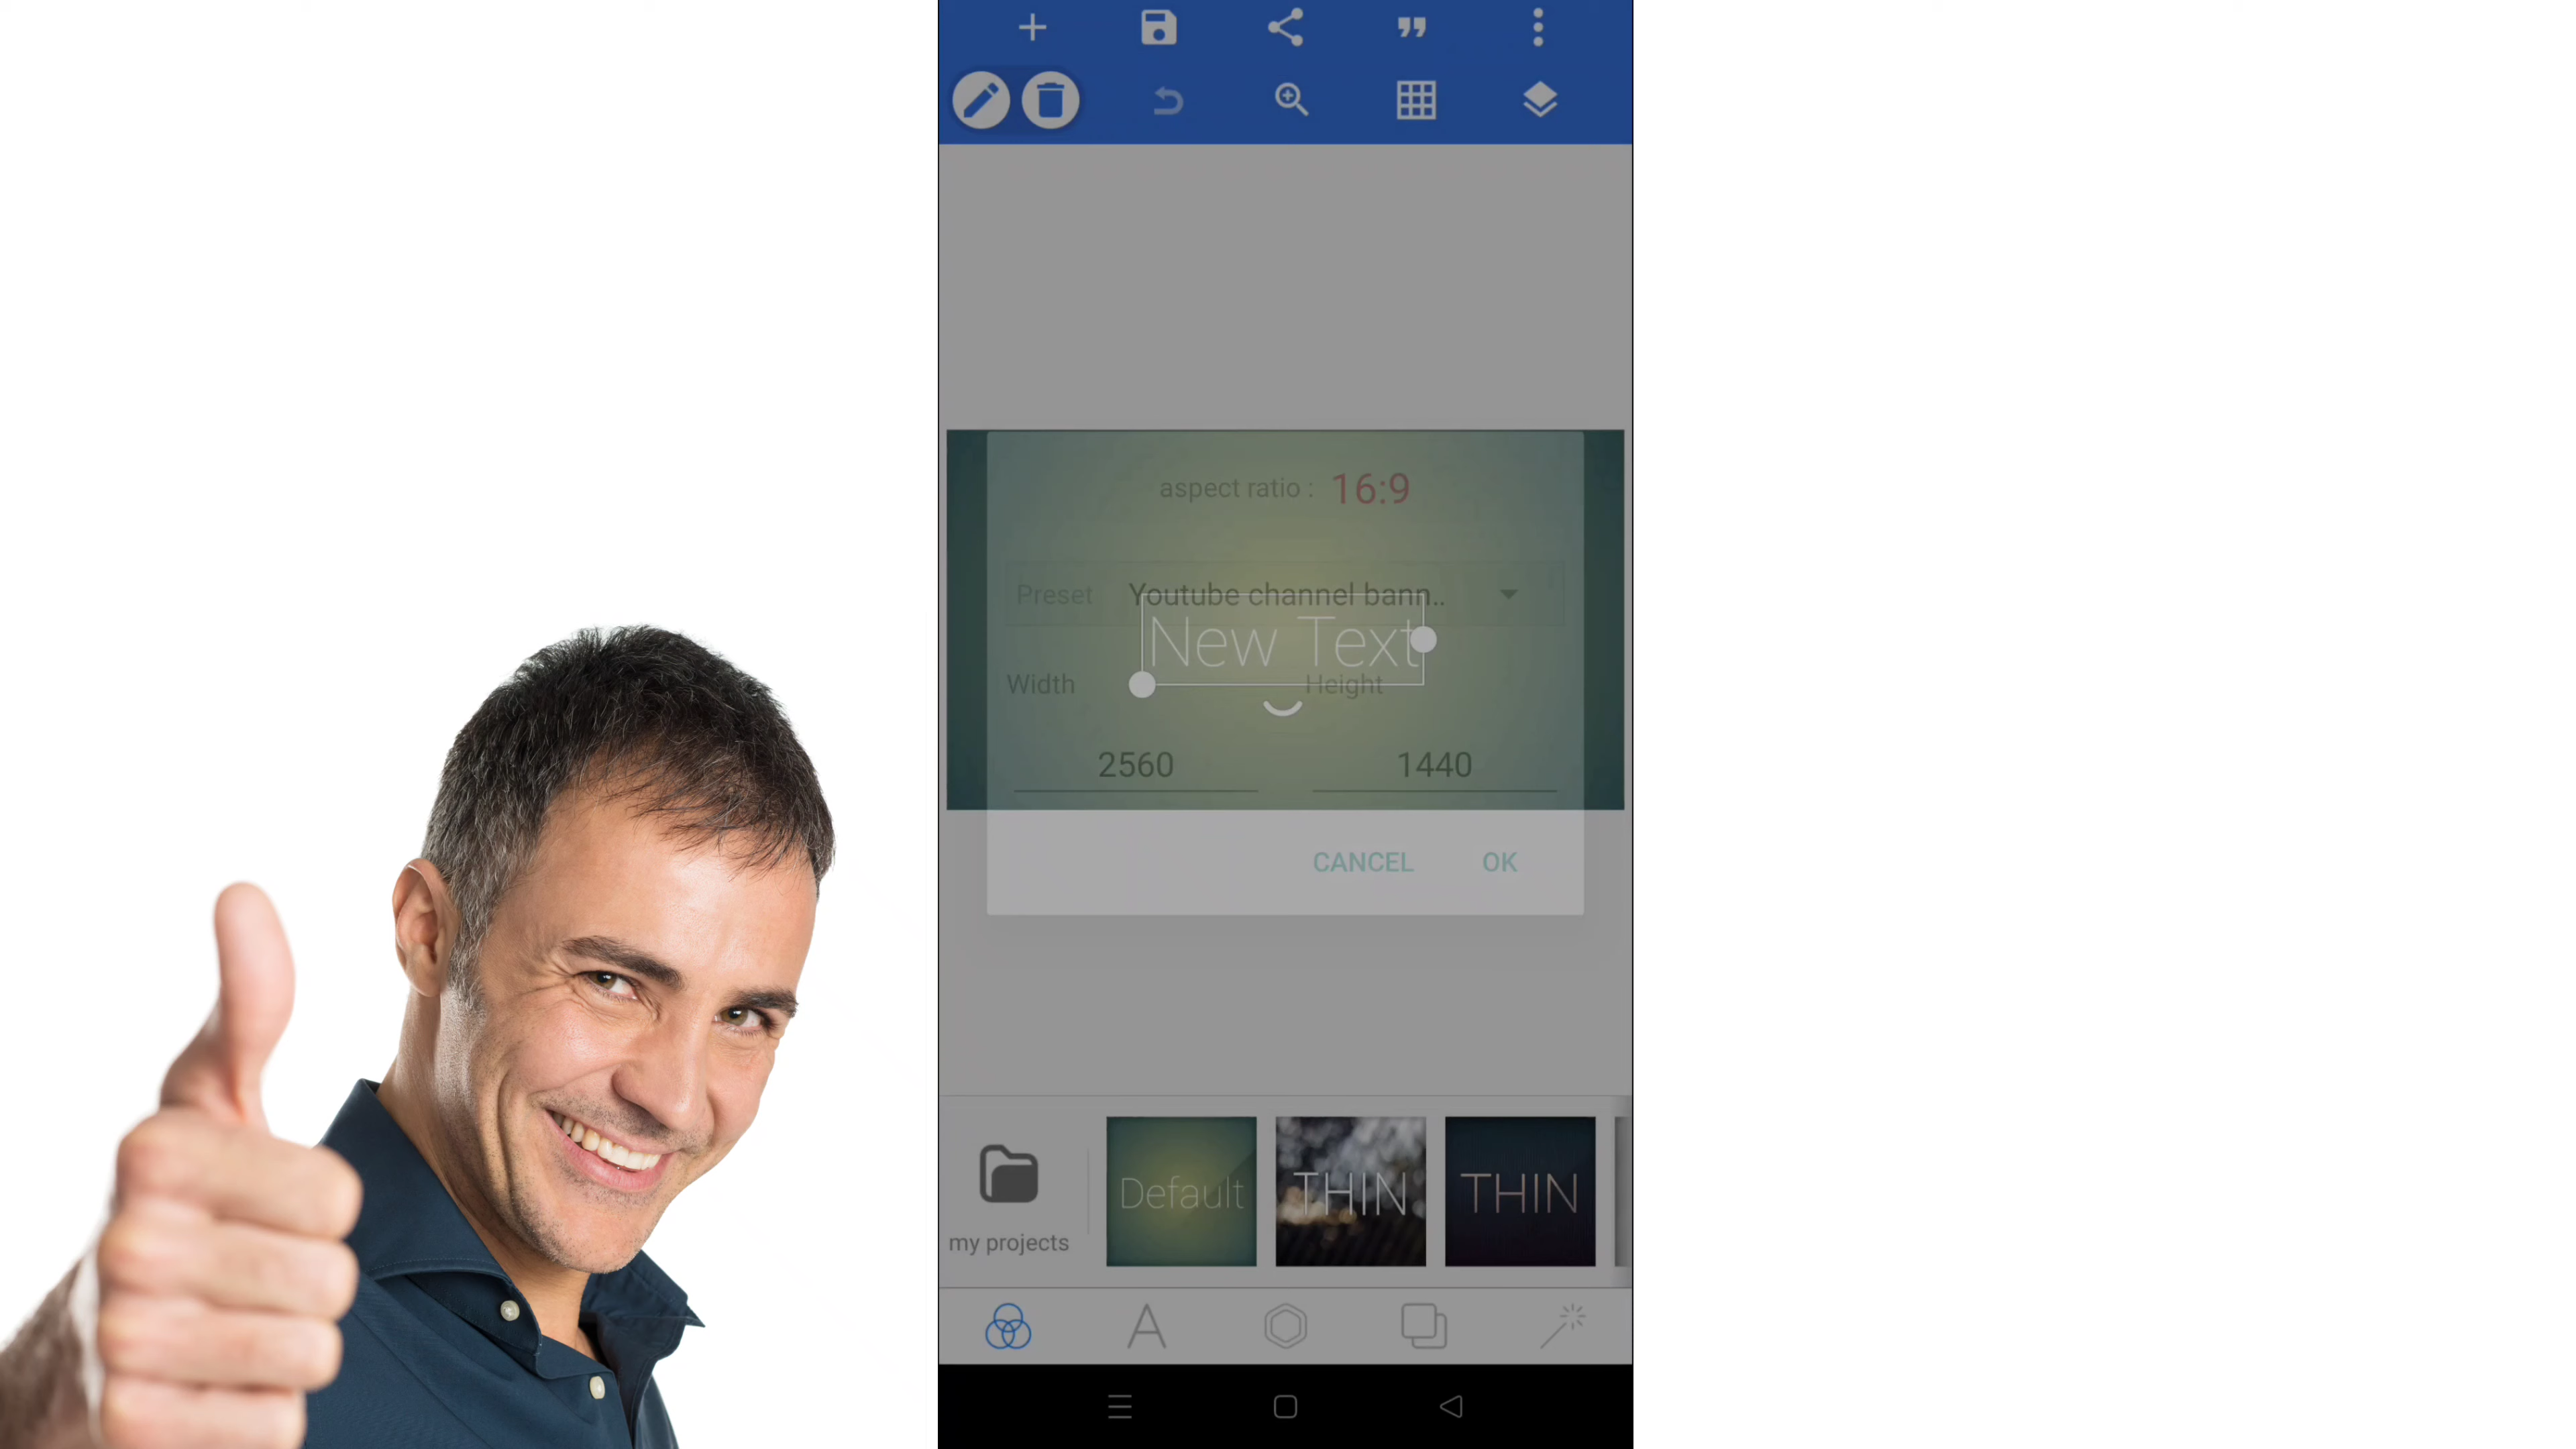 aspect ratio : 16:9
Preset Youtube channel bann..
New Text
Width Height
2560 1440
CANCEL OK
my projects
Default
THIN
THIN